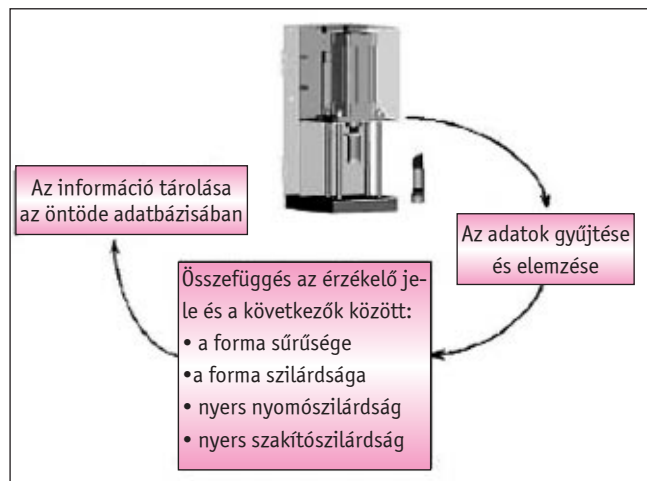 Az információ tárolása
az öntöde adatbázisában
Az adatok gyűjtése
és elemzése
Összefüggés az érzékelő je-
le és a következők között:
• a forma sűrűsége
•a forma szilárdsága
• nyers nyomószilárdság
• nyers szakítószilárdság